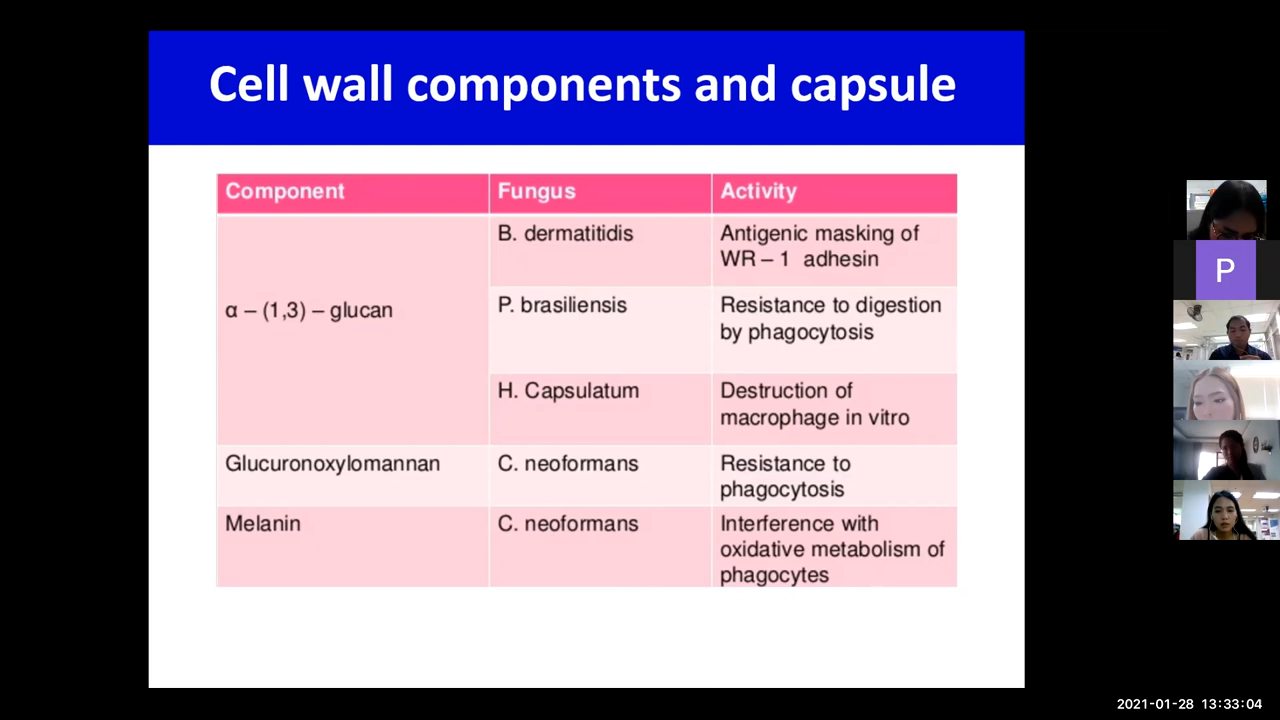 Cell wall components and capsule
Component Fungus Activity
α – (1,3) – glucan
B. dermatitidis
Antigenic masking of
WR – 1 adhesin
P. brasiliensis
Resistance to digestion
by phagocytosis
H. Capsulatum
Destruction of
macrophage in vitro
Glucuronoxylomannan
C. neoformans
Resistance to
phagocytosis
Melanin
C. neoformans
Interference with
oxidative metabolism of
phagocytes
P
2021-01-28 13:33:04